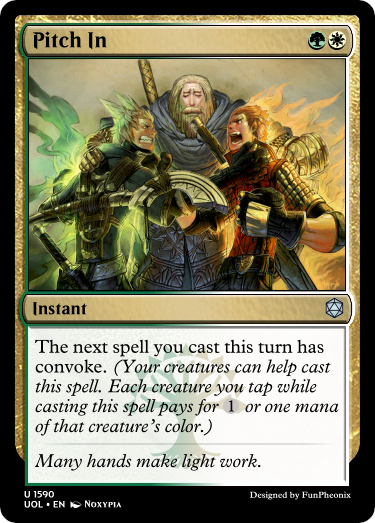 Pitch In
Instant
The next spell you cast this turn has
convoke. (Your creatures can help cast
this spell. Each creature you tap while
casting this spell pays for 1 or one mana
of that creature's color.)
Many hands make light work.
U 1590
UOL • EN Noxypia
Designed by FunPheonix